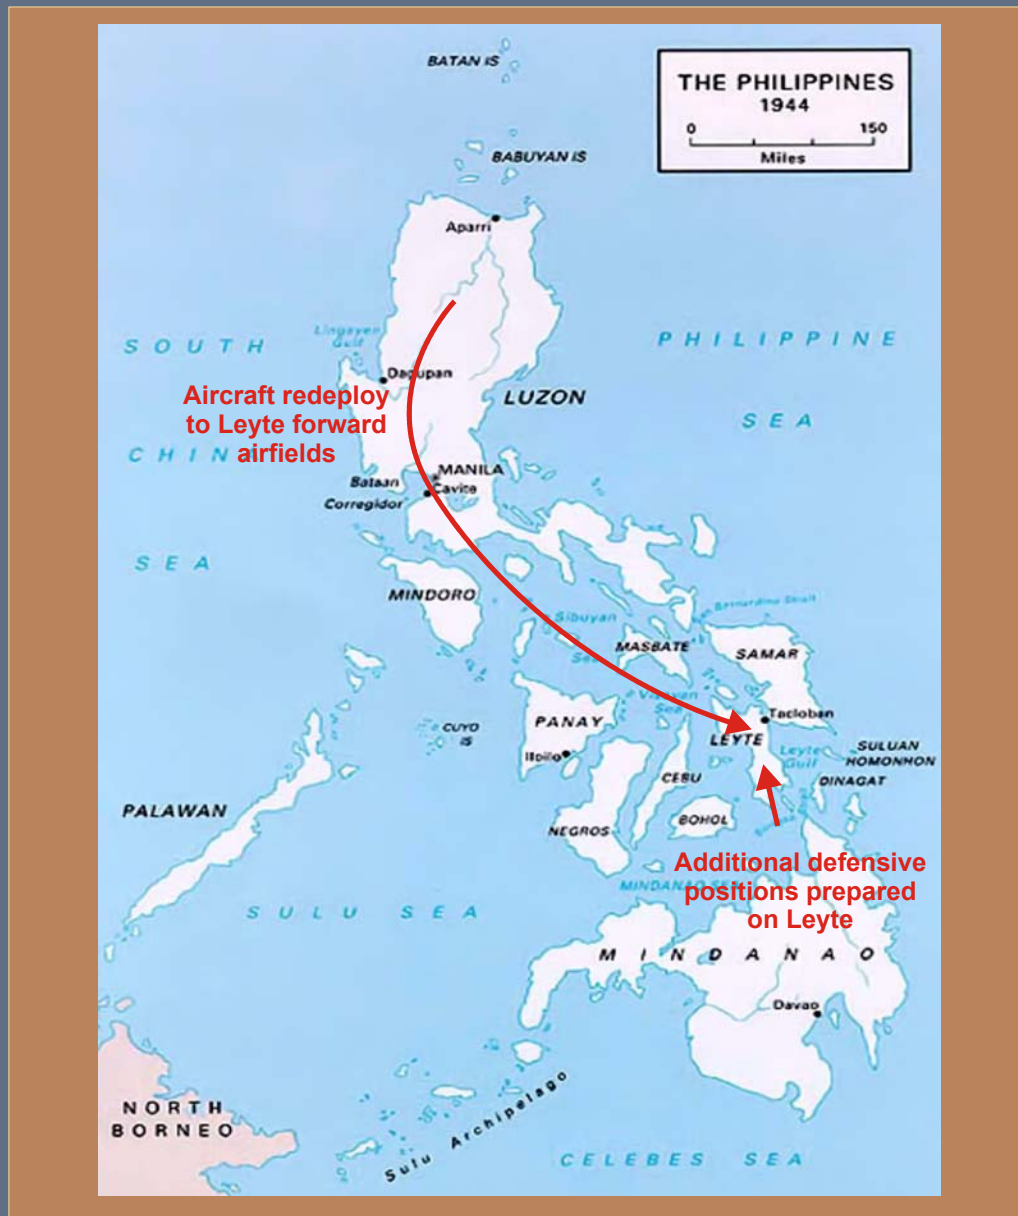 BATAN IS
THE PHILIPPINES
1944
0 150
Miles
BABUYAN IS
Aparri
Lingayen
Gulf
SOUTH
PHILIPPINE
Dagupan
Aircraft redeploy
to Leyte forward
airfields
LUZON
SEA
CHIN
MANILA
Bataan
Cavite
Corregidor
SEA
MINDORO
Bernardino Strait
Sibuyan
Sea
MASBATE
SAMAR
Visayan
Sea
Tacloban
PANAY
LEYTE
CUYO
IS
Iloilo
Leyte
Gulf
SULUAN
HOMONHON
CEBU
DINAGAT
PALAWAN
NEGROS
BOHOL
Additional defensive
MINDANAO SE
positions prepared
on Leyte
SULU SEA
MINDANAO
Davao
NORTH
BORNEO
Sulu Archipelago
CELEBES SEA